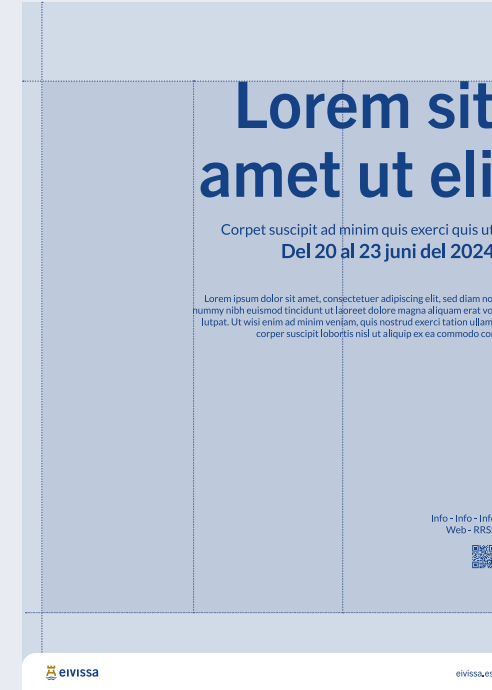 Lorem sit
amet ut eli
Corpet suscipit ad minim quis exerci quis ut
Del 20 al 23 juni del 2024
Lorem ipsum dolor sit amet, consectetuer adipiscing elit, sed diam no
nummy nibh euismod tincidunt ut laoreet dolore magna aliquam erat vo
lutpat. Ut wisi enim ad minim veniam, quis nostrud exerci tation ullam
corper suscipit lobortis nisl ut aliquip ex ea commodo con
Info - Info - Info
Web - RRSS
eivissa
eivissa.es